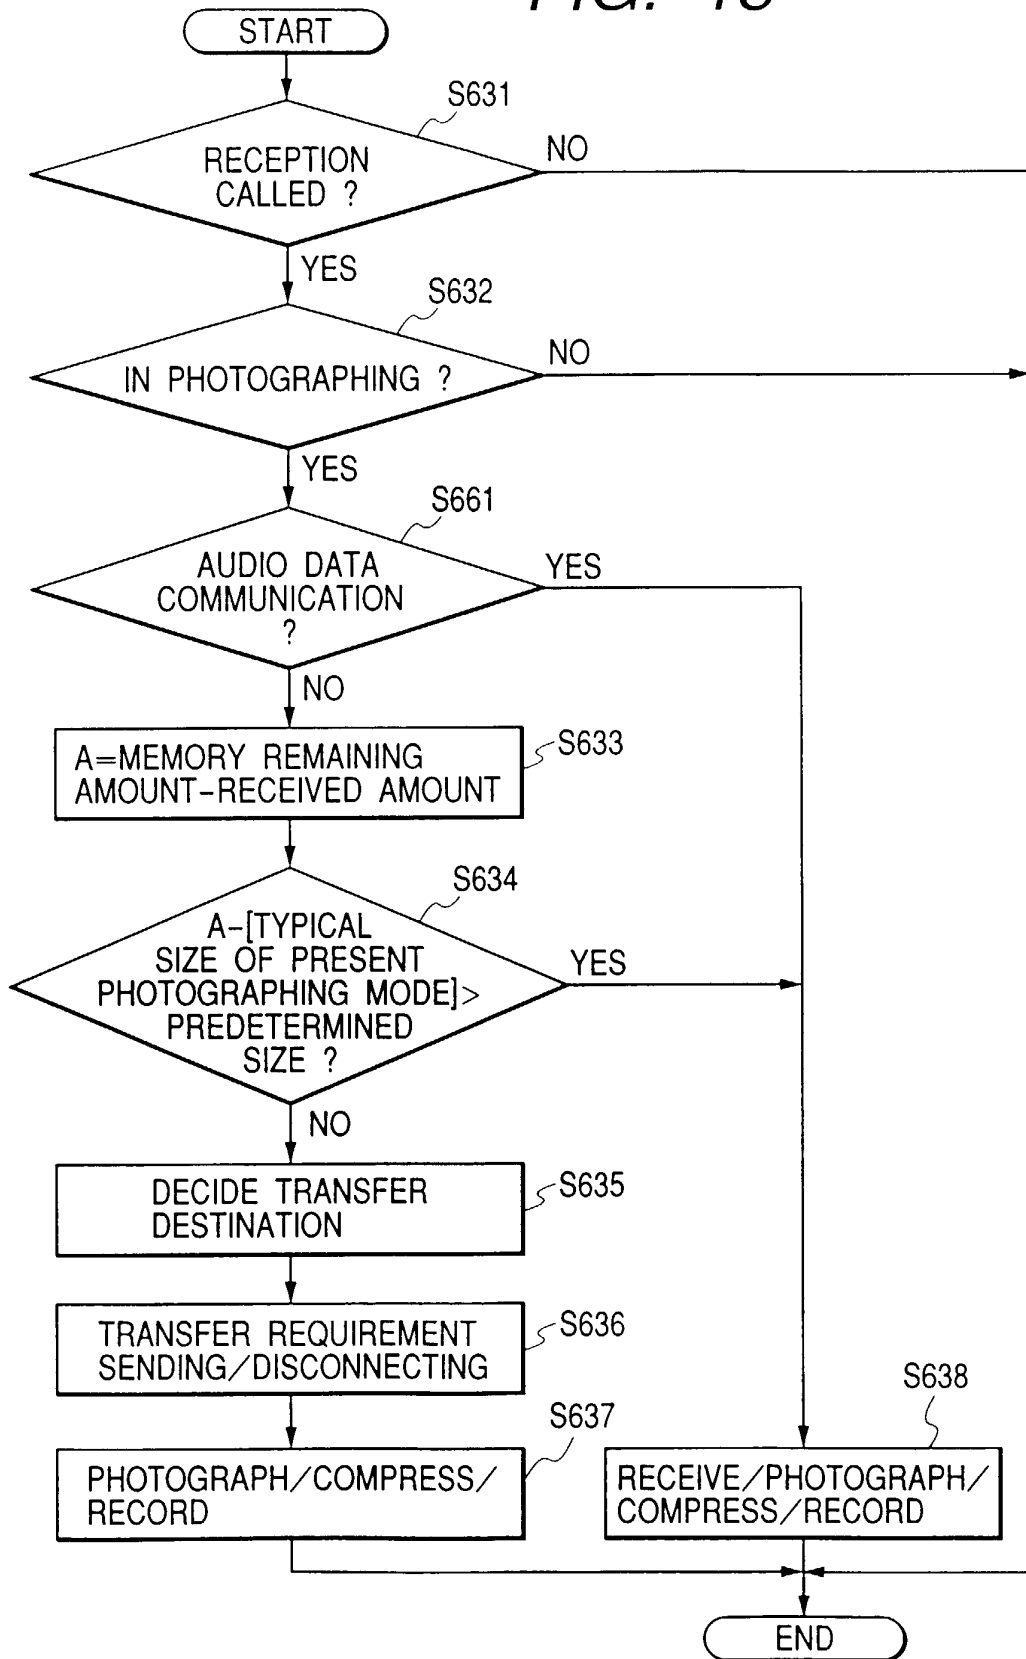 START
S631
RECEPTION
CALLED ?
NO
YES
S632
IN PHOTOGRAPHING ?
NO
YES
S661
AUDIO DATA
COMMUNICATION
?
YES
NO
A=MEMORY REMAINING
AMOUNT-RECEIVED AMOUNT
S633
S634
A-[TYPICAL
SIZE OF PRESENT
PHOTOGRAPHING MODE]>
PREDETERMINED
SIZE ?
YES
NO
DECIDE TRANSFER
DESTINATION
S635
TRANSFER REQUIREMENT
SENDING/DISCONNECTING
S636
PHOTOGRAPH/COMPRESS/
RECORD
S637
S638
RECEIVE/PHOTOGRAPH/
COMPRESS/RECORD
END